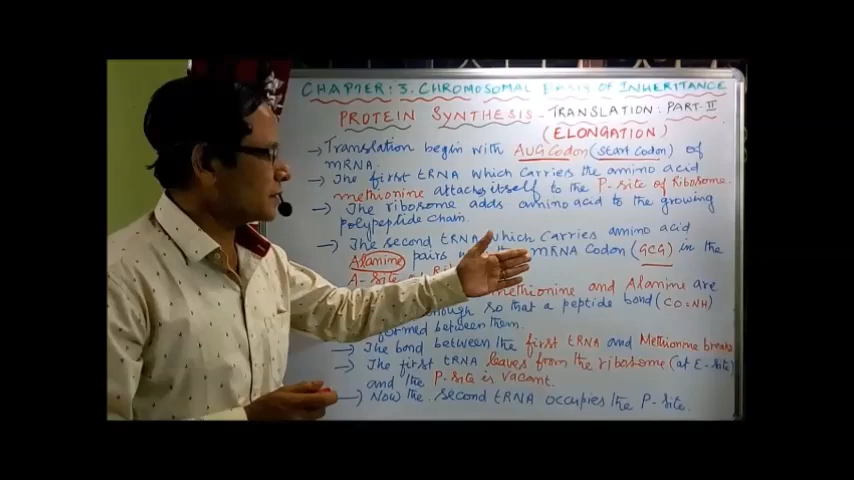 CHAPTER: 3. CHROMOSOMAL BASIS OF INHERITANCE
PROTEIN SYNTHESIS - TRANSLATION: PART-II
(ELONGATION)
→ Translation begin with AUG Codon (start codon) of
mRNA.
→ The first tRNA which carries the amino acid
methionine attaches itself to the P-site of Ribosome.
→ The ribosome adds amino acid to the growing
polypeptide chain.
→ The second tRNA which carries amino acid
Alamine pairs mRNA Codon (GCG) in the
A-site
methionine and Alamine are
so that a peptide bond (CO=NH)
formed between them.
→ The bond between the first tRNA and Methionine breaks
→ The first tRNA leaves from the ribosome (at E-site)
and the P-site is vacant.
→ Now the second tRNA occupies the P-site.